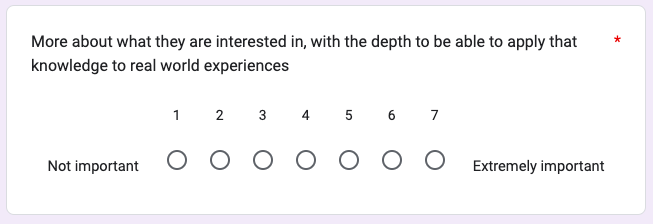 More about what they are interested in, with the depth to be able to apply that *
knowledge to real world experiences
1 2 3 4 5 6 7
Not important Extremely important